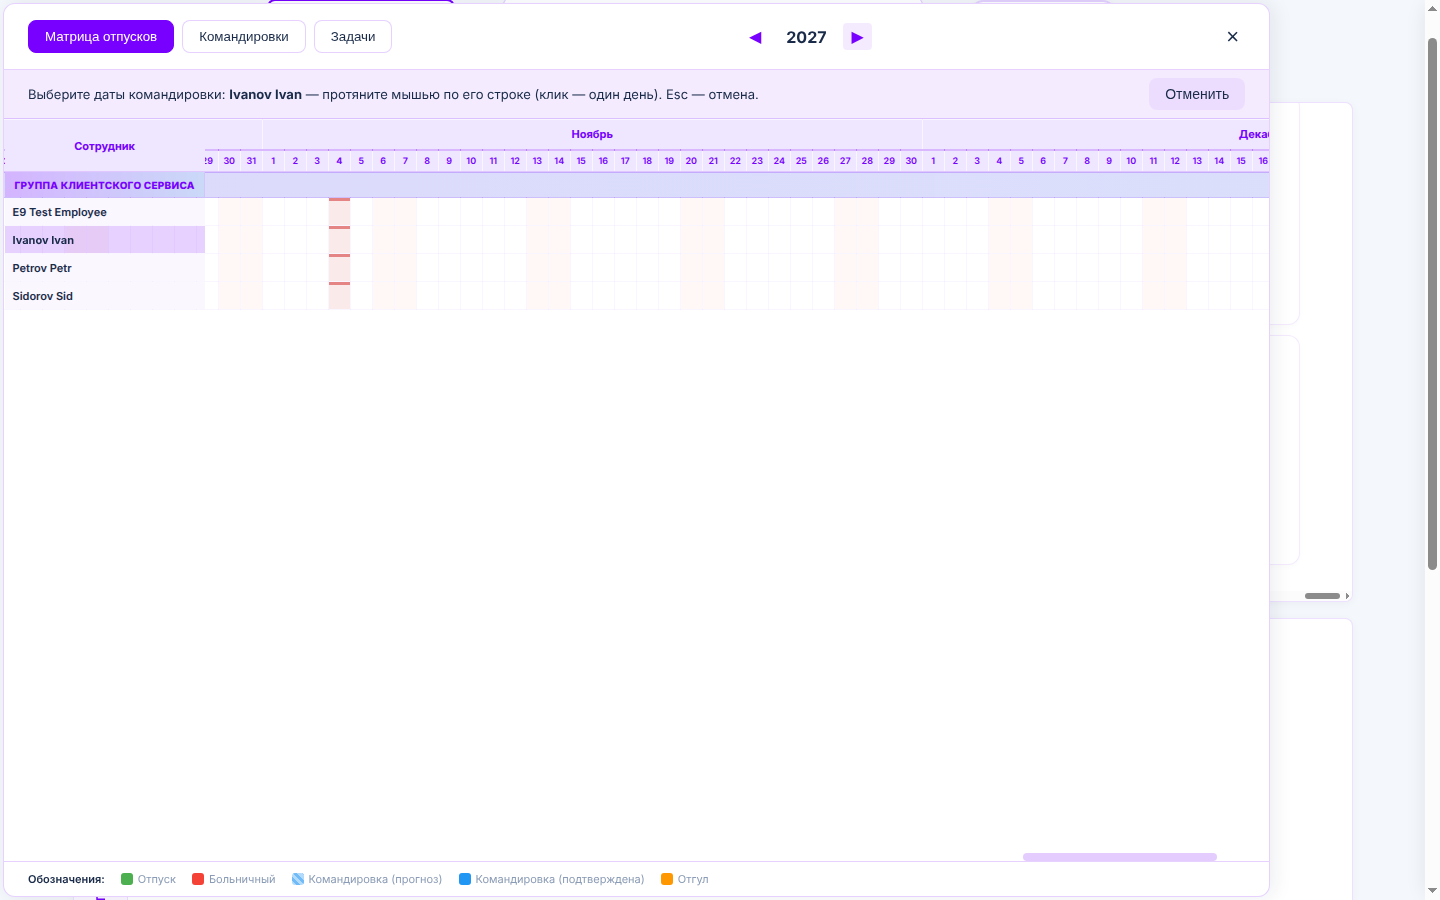 Матрица отпусков Командировки Задачи ◀ 2027 ▶ ×
Выберите даты командировки: Ivanov Ivan — протяните мышью по его строке (клик — один день). Esc — отмена. Отменить
Сотрудник Ноябрь
30 31 1 2 3 4 5 6 7 8 9 10 11 12 13 14 15 16 17 18 19 20 21 22 23 24 25 26 27 28 29 30 1 2 3 4 5 6 7 8 9 10 11 12 13 14 15 16
ГРУППА КЛИЕНТСКОГО СЕРВИСА
E9 Test Employee
Ivanov Ivan
Petrov Petr
Sidorov Sid
Обозначения: Отпуск Больничный Командировка (прогноз) Командировка (подтверждена) Отгул